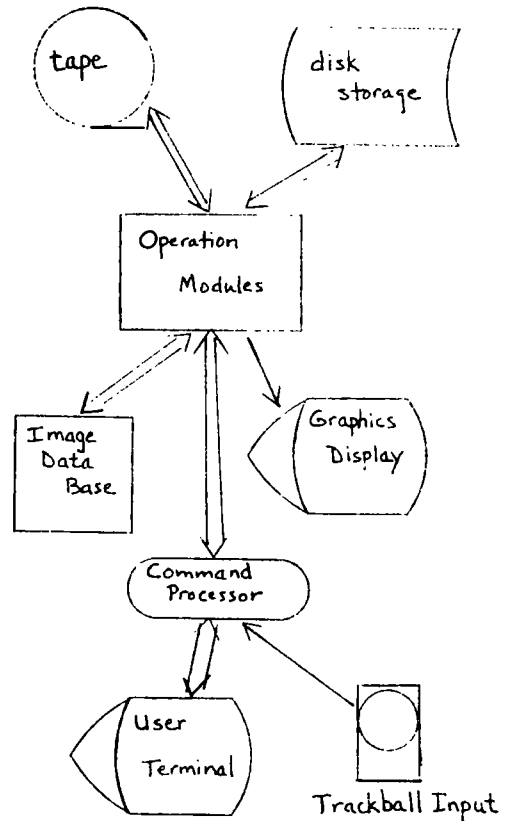 tape
disk
storage
Operation
Modules
Image
Data
Base
Graphics
Display
Command
Processor
User
Terminal
Trackball Input